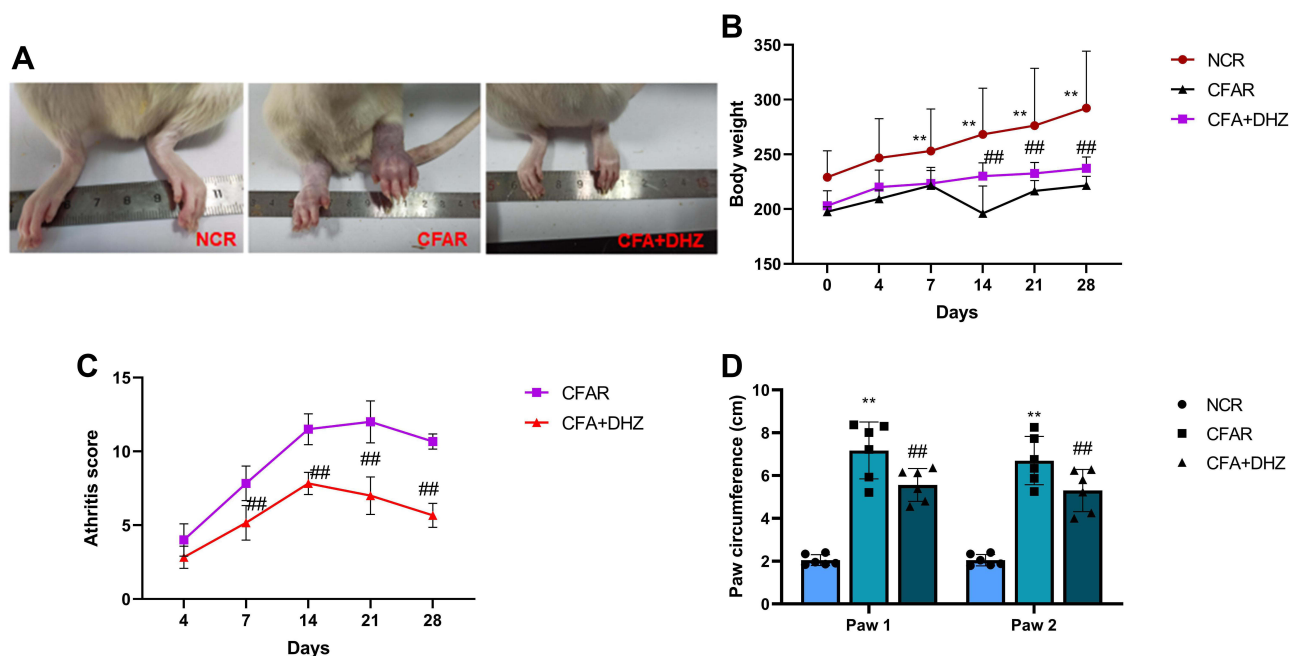 A
NCR
CFAR
CFA+DHZ
B
350
300
250
200
150
Body weight
** ** ** **
## ## ##
0 4 7 14 21 28
Days
NCR
CFAR
CFA+DHZ
C
15
10
5
0
Athritis score
## ## ## ##
4 7 14 21 28
Days
CFAR
CFA+DHZ
D
10
8
6
4
2
0
Paw circumference (cm)
** ## ** ##
Paw 1 Paw 2
NCR
CFAR
CFA+DHZ